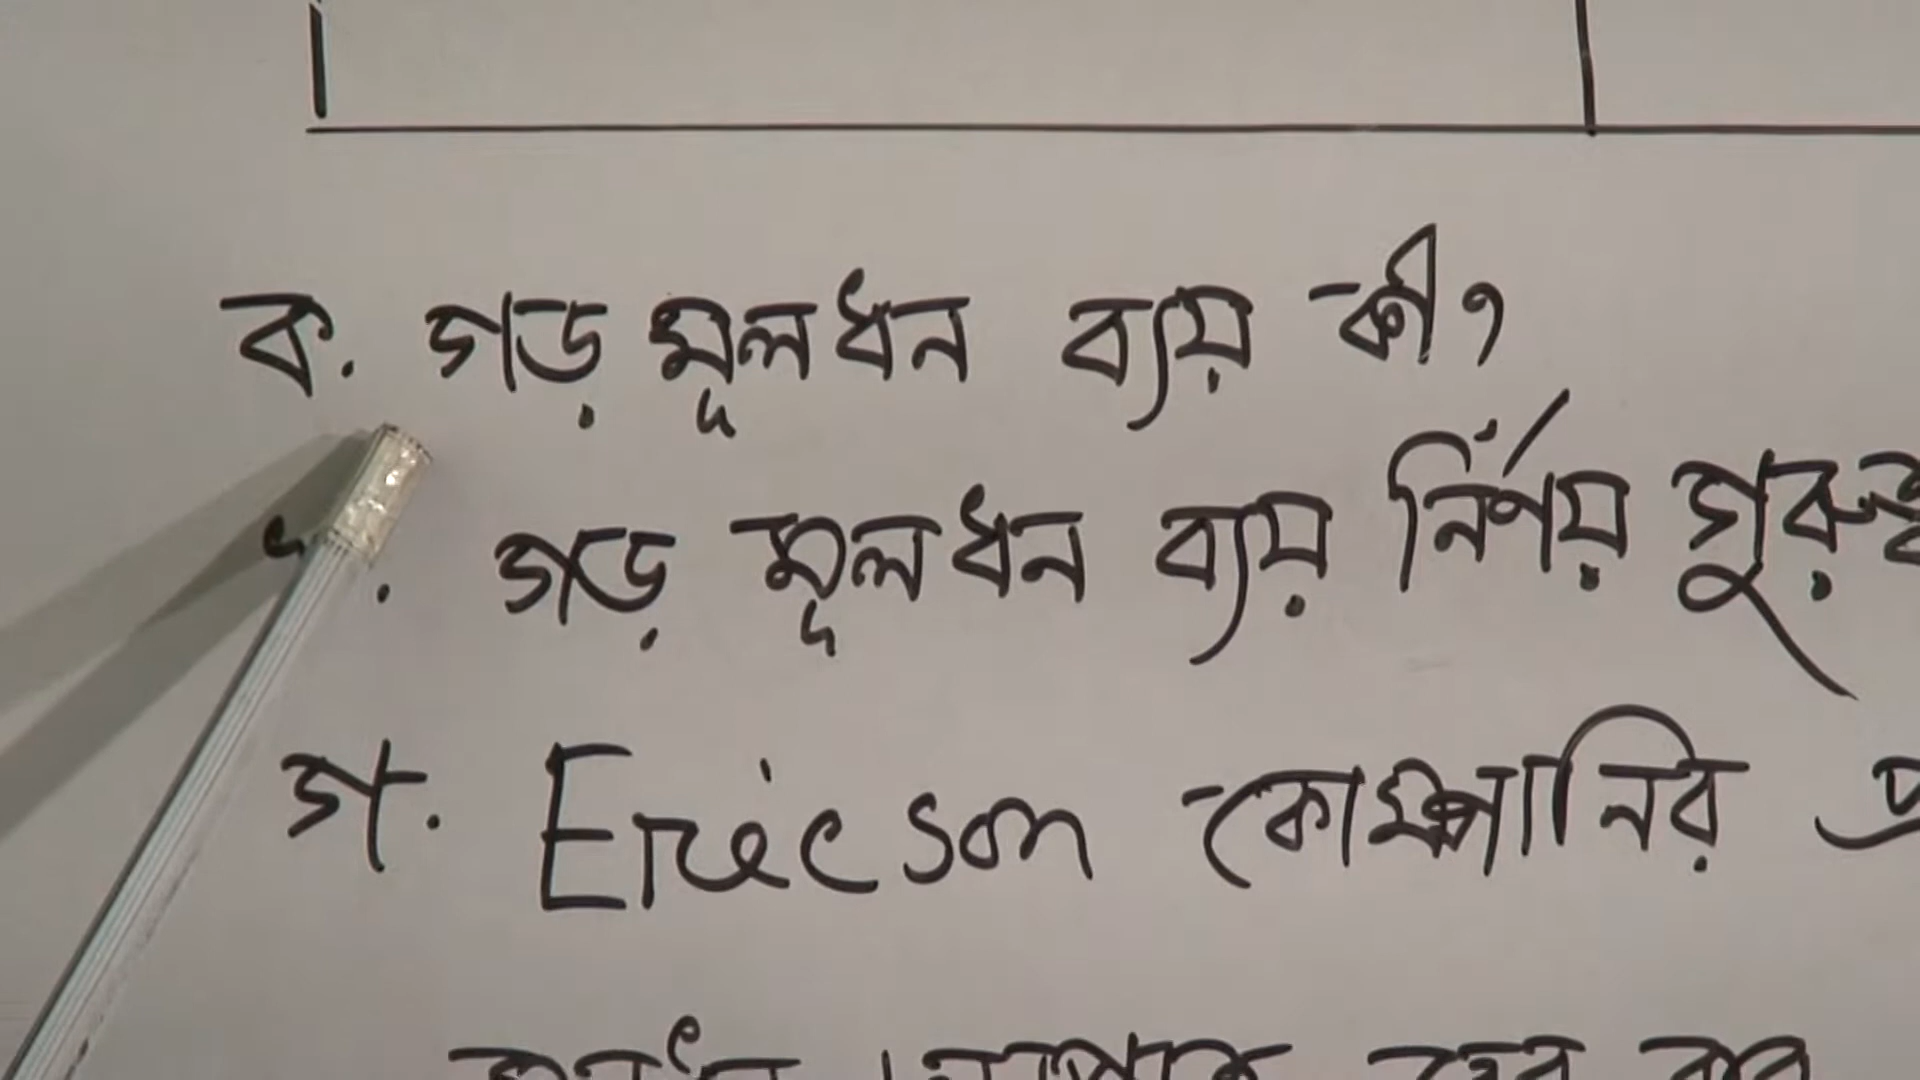 ক. গড় মূলধন ব্যয় কী?
. গড় মূলধন ব্যয় নির্ণয়
গ. Ericson কোম্পানির